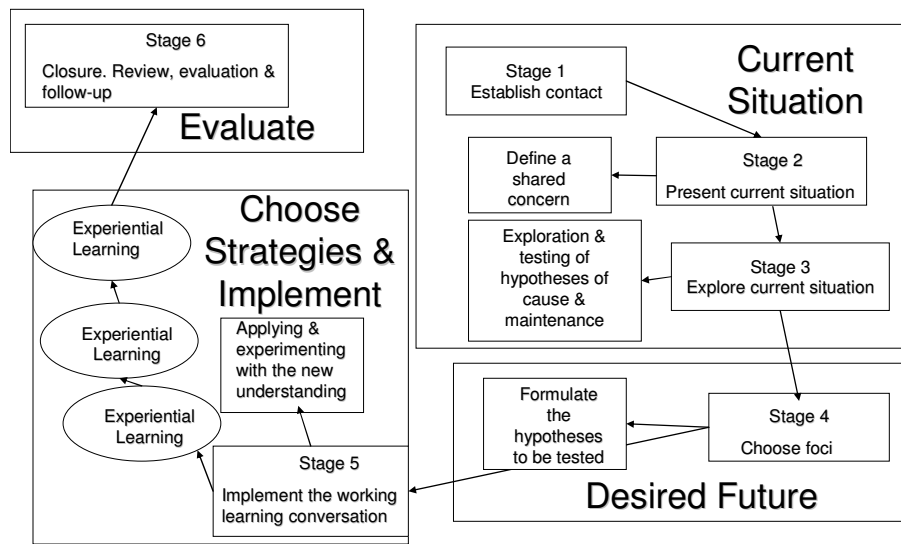 Stage 6
Closure. Review, evaluation &
follow-up
Evaluate
Current
Situation
Stage 1
Establish contact
Define a
shared
concern
Stage 2
Present current situation
Exploration &
testing of
hypotheses of
cause &
maintenance
Stage 3
Explore current situation
Choose
Strategies &
Implement
Experiential
Learning
Experiential
Learning
Experiential
Learning
Applying &
experimenting
with the new
understanding
Stage 5
Implement the working
learning conversation
Formulate
the
hypotheses
to be tested
Stage 4
Choose foci
Desired Future